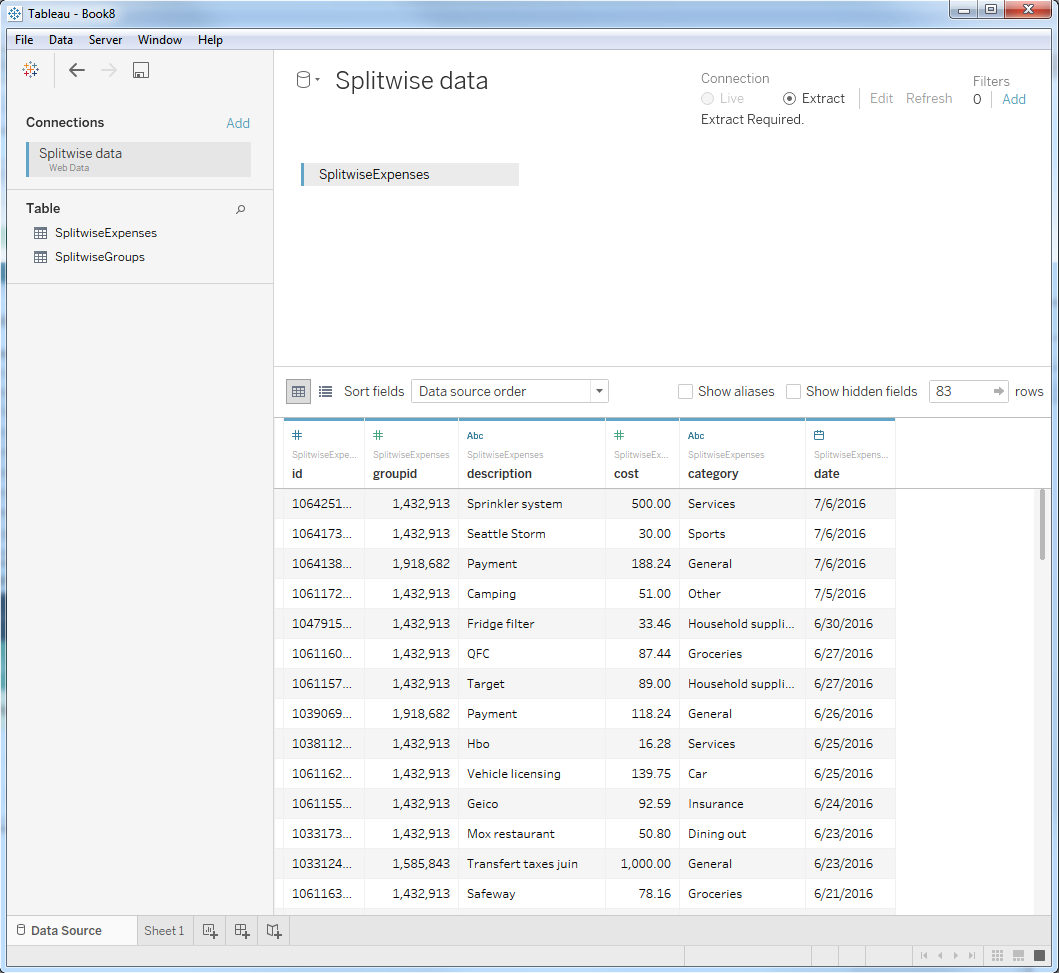 Tableau - Book8
File Data Server Window Help
Connections Add
Splitwise data
Web Data
Table
SplitwiseExpenses
SplitwiseGroups
Splitwise data
Connection
Live Extract Edit Refresh
Extract Required.
Filters
0 Add
SplitwiseExpenses
Sort fields Data source order Show aliases Show hidden fields 83 rows
# # Abc # Abc
SplitwiseExpe... SplitwiseExpenses SplitwiseExpenses SplitwiseEx... SplitwiseExpenses SplitwiseExpens...
id groupid description cost category date
1064251... 1,432,913 Sprinkler system 500.00 Services 7/6/2016
1064173... 1,432,913 Seattle Storm 30.00 Sports 7/6/2016
1064138... 1,918,682 Payment 188.24 General 7/6/2016
1061172... 1,432,913 Camping 51.00 Other 7/5/2016
1047915... 1,432,913 Fridge filter 33.46 Household suppli... 6/30/2016
1061160... 1,432,913 QFC 87.44 Groceries 6/27/2016
1061157... 1,432,913 Target 89.00 Household suppli... 6/27/2016
1039069... 1,918,682 Payment 118.24 General 6/26/2016
1038112... 1,432,913 Hbo 16.28 Services 6/25/2016
1061162... 1,432,913 Vehicle licensing 139.75 Car 6/25/2016
1061155... 1,432,913 Geico 92.59 Insurance 6/24/2016
1033173... 1,432,913 Mox restaurant 50.80 Dining out 6/23/2016
1033124... 1,585,843 Transfert taxes juin 1,000.00 General 6/23/2016
1061163... 1,432,913 Safeway 78.16 Groceries 6/21/2016
Data Source Sheet 1